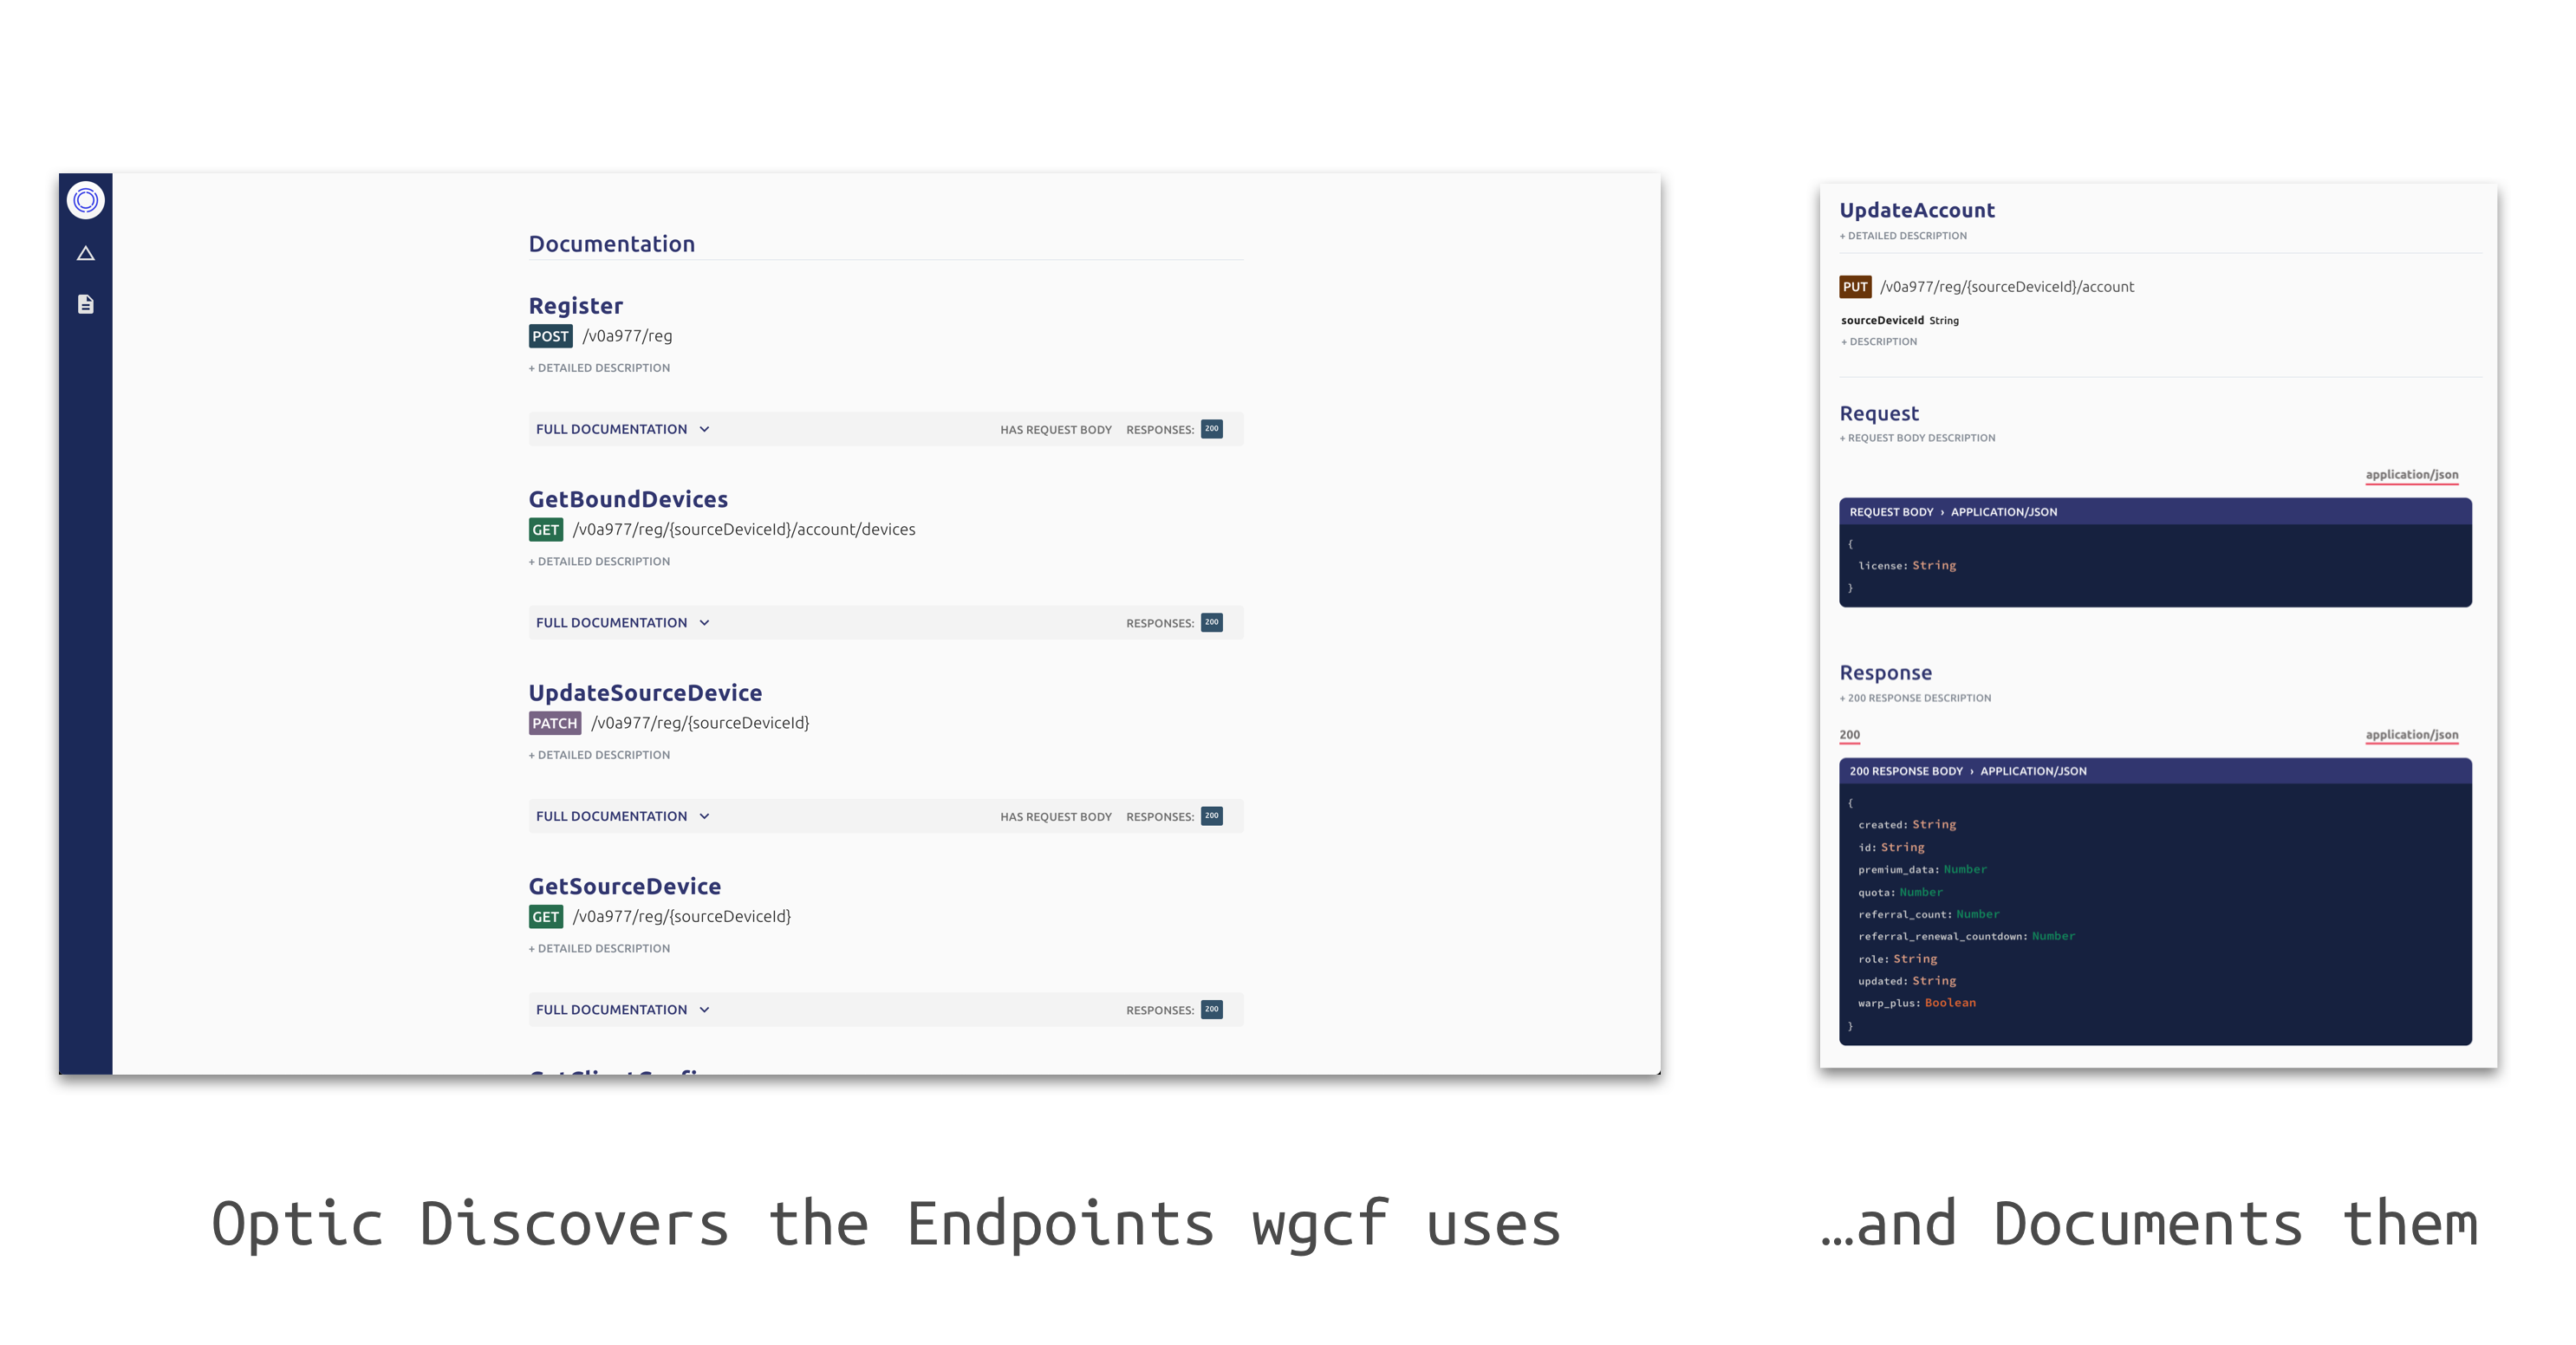 Documentation
Register
POST /v0a977/reg
+ DETAILED DESCRIPTION
FULL DOCUMENTATION HAS REQUEST BODY RESPONSES: 200
GetBoundDevices
GET /v0a977/reg/{sourceDeviceId}/account/devices
+ DETAILED DESCRIPTION
FULL DOCUMENTATION RESPONSES: 200
UpdateSourceDevice
PATCH /v0a977/reg/{sourceDeviceId}
+ DETAILED DESCRIPTION
FULL DOCUMENTATION HAS REQUEST BODY RESPONSES: 200
GetSourceDevice
GET /v0a977/reg/{sourceDeviceId}
+ DETAILED DESCRIPTION
FULL DOCUMENTATION RESPONSES: 200
UpdateAccount
+ DETAILED DESCRIPTION
PUT /v0a977/reg/{sourceDeviceId}/account
sourceDeviceId String
+ DESCRIPTION
Request
+ REQUEST BODY DESCRIPTION
application/json
REQUEST BODY › APPLICATION/JSON
{
license: String
}
Response
+ 200 RESPONSE DESCRIPTION
200 application/json
200 RESPONSE BODY › APPLICATION/JSON
{
created: String
id: String
premium_data: Number
quota: Number
referral_count: Number
referral_renewal_countdown: Number
role: String
updated: String
warp_plus: Boolean
}
Optic Discovers the Endpoints wgcf uses
…and Documents them